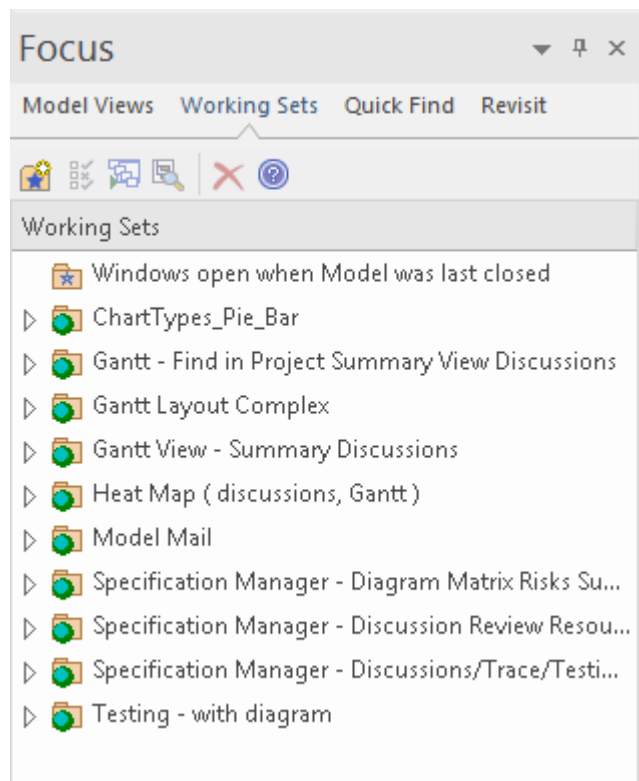 Focus
Model Views Working Sets Quick Find Revisit
Working Sets
Windows open when Model was last closed
ChartTypes_Pie_Bar
Gantt - Find in Project Summary View Discussions
Gantt Layout Complex
Gantt View - Summary Discussions
Heat Map ( discussions, Gantt )
Model Mail
Specification Manager - Diagram Matrix Risks Su...
Specification Manager - Discussion Review Resou...
Specification Manager - Discussions/Trace/Testi...
Testing - with diagram